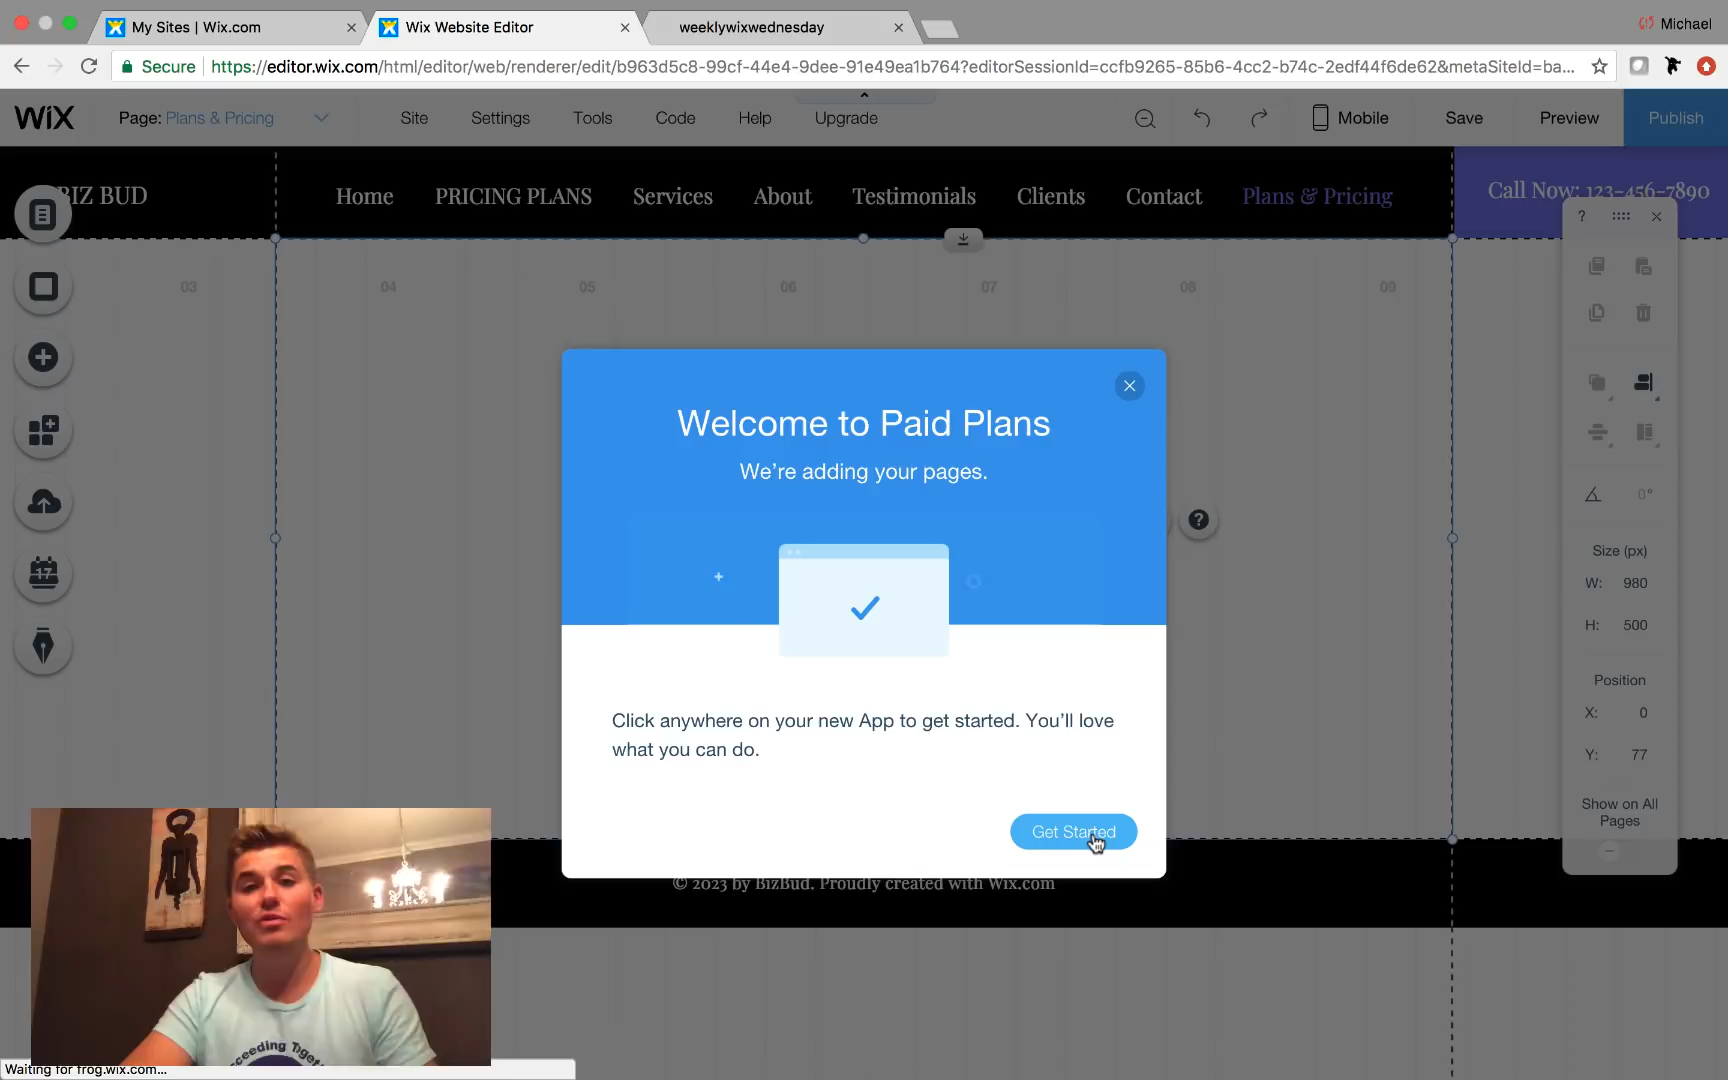 My Sites | Wix.com
Wix Website Editor
weeklywixwednesday
Michael
Secure
https://editor.wix.com/html/editor/web/renderer/edit/b963d5c8-99cf-44e4-9dee-91e49ea1b764?editorSessionId=ccfb9265-85b6-4cc2-b74c-2edf44f6de62&metaSiteId=ba...
WiX
Page: Plans & Pricing
Site
Settings
Tools
Code
Help
Upgrade
Mobile
Save
Preview
Publish
BIZ BUD
Home
PRICING PLANS
Services
About
Testimonials
Clients
Contact
Plans & Pricing
Call Now: 123-456-7890
?
03
04
05
06
07
08
09
Welcome to Paid Plans
We're adding your pages.
?
17
Click anywhere on your new App to get started. You'll love
what you can do.
Get Started
0°
Size (px)
W: 980
H: 500
Position
X: 0
Y: 77
Show on All
Pages
© 2023 by BizBud. Proudly created with Wix.com
Waiting for frog.wix.com...